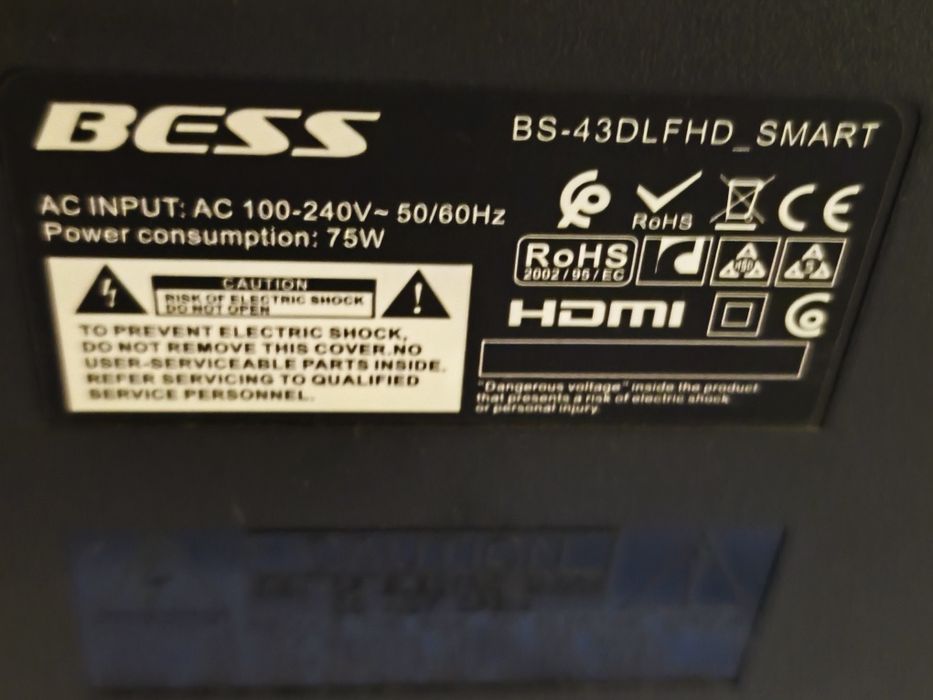 BESS
BS-43DLFHD_SMART
AC INPUT: AC 100-240V~ 50/60Hz
Power consumption: 75W
RoHS
CE
RoHS
2002/95/EC
HDMI
CAUTION
RISK OF ELECTRIC SHOCK
DO NOT OPEN
TO PREVENT ELECTRIC SHOCK,
DO NOT REMOVE THIS COVER.NO
USER-SERVICEABLE PARTS INSIDE.
REFER SERVICING TO QUALIFIED
SERVICE PERSONNEL.
"Dangerous voltage" inside the product
that presents a risk of electric shock
or personal injury.
CAUTION